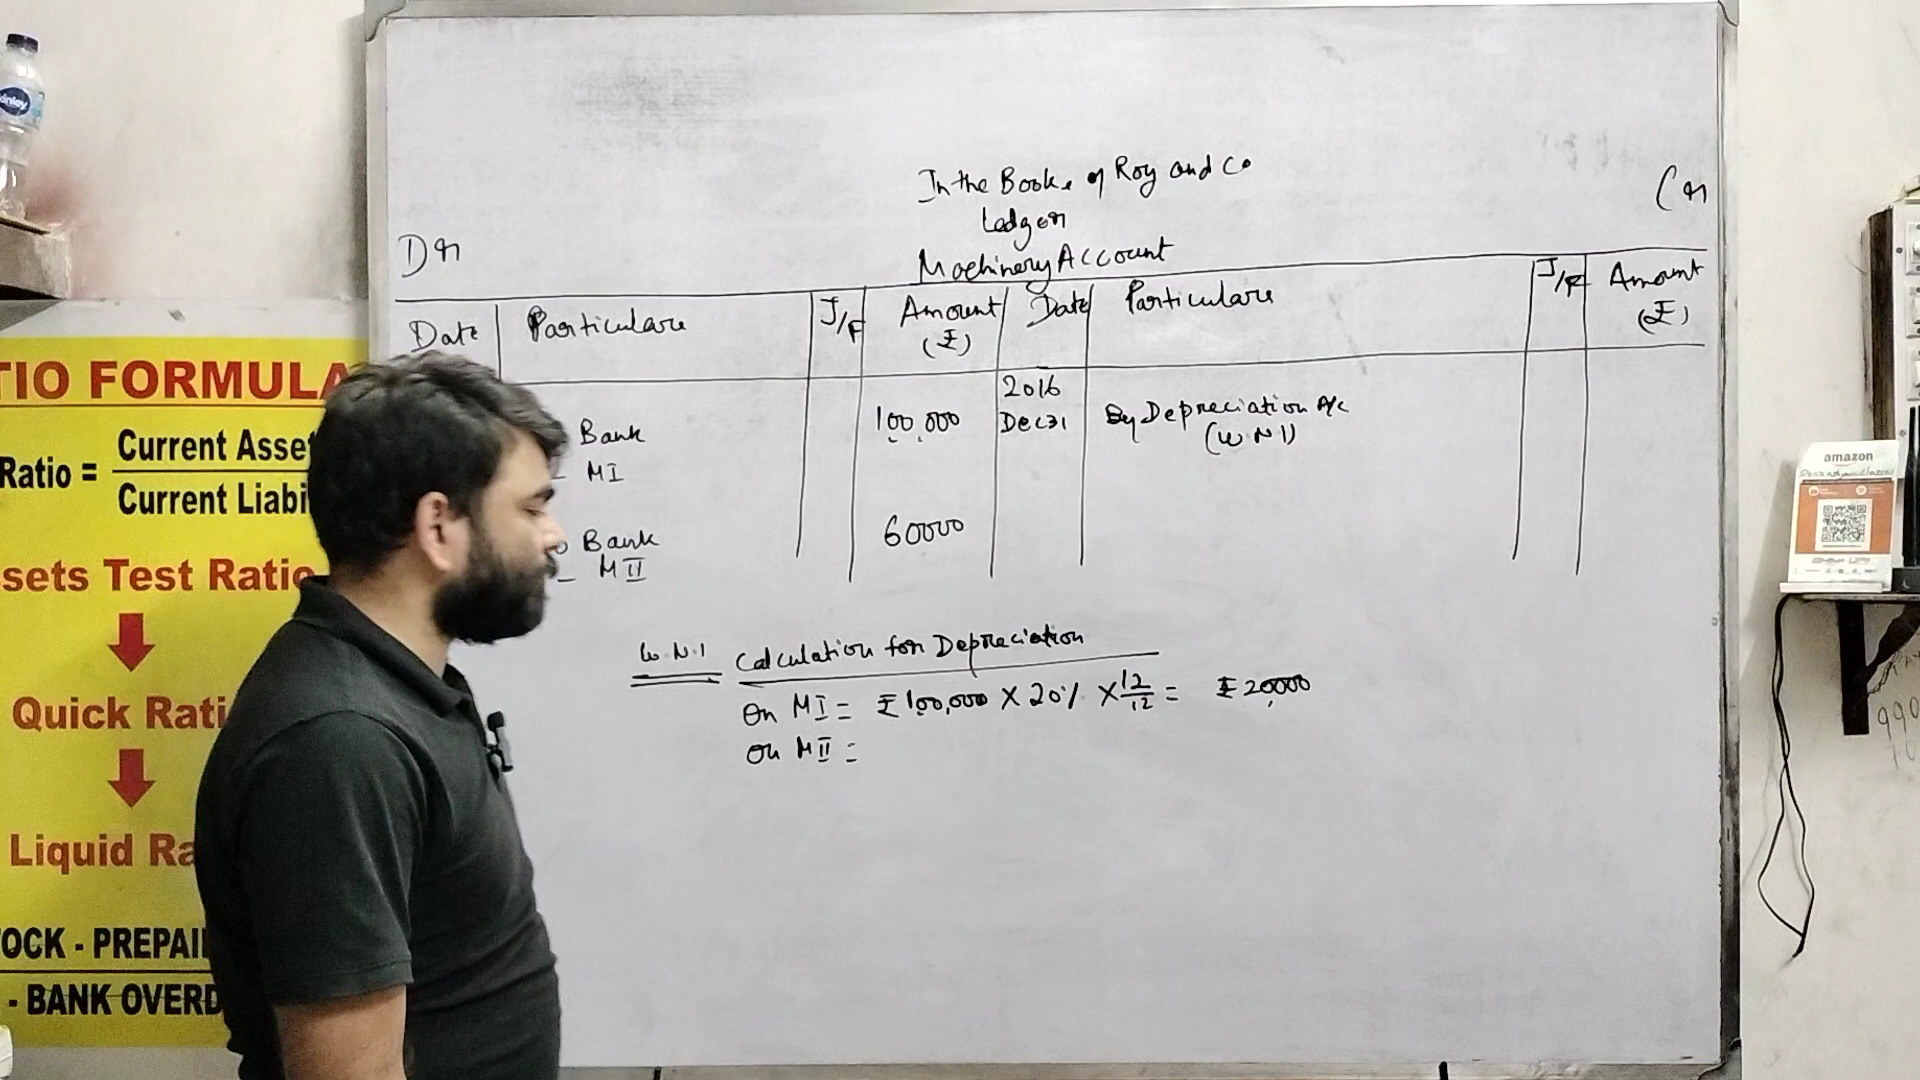 In the Books of Roy and Co
Ledger
Machinery Account
Dr
Cr
Date Particulars J/F Amount (₹) Date Particulars J/F Amount (₹)
Bank 100,000 2016 Dec 31 By Depreciation A/c
- MI (W.N1)
Bank 60000
- MII
W.N.1 Calculation for Depreciation
On MI = ₹100,000 X 20% X 12/12 = ₹20000
On MII =
TIO FORMULA
Ratio = Current Asse
Current Liabi
sets Test Ratio
Quick Rati
Liquid Ra
OCK - PREPAI
- BANK OVERD
amazon
990